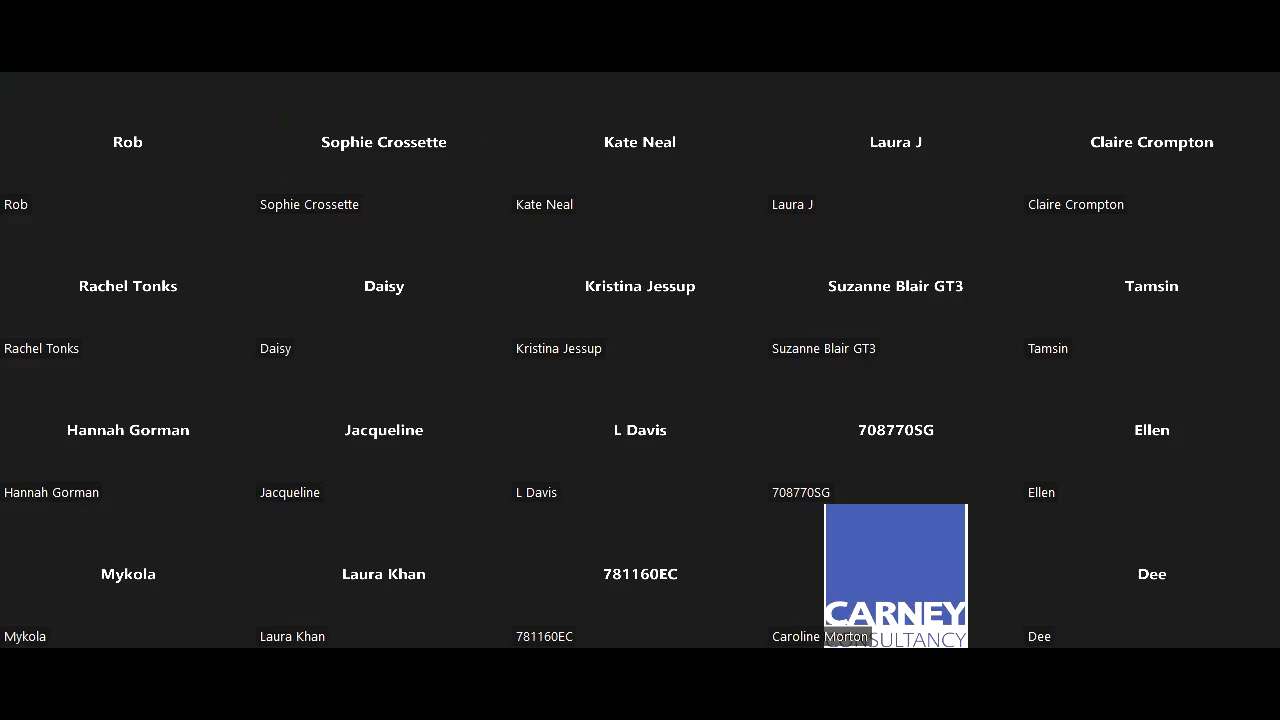 Rob
Sophie Crossette
Kate Neal
Laura J
Claire Crompton
Rob
Sophie Crossette
Kate Neal
Laura J
Claire Crompton
Rachel Tonks
Daisy
Kristina Jessup
Suzanne Blair GT3
Tamsin
Rachel Tonks
Daisy
Kristina Jessup
Suzanne Blair GT3
Tamsin
Hannah Gorman
Jacqueline
L Davis
708770SG
Ellen
Hannah Gorman
Jacqueline
L Davis
708770SG
Ellen
Mykola
Laura Khan
781160EC
CARNEY
CONSULTANCY
Dee
Mykola
Laura Khan
781160EC
Caroline Morton
Dee